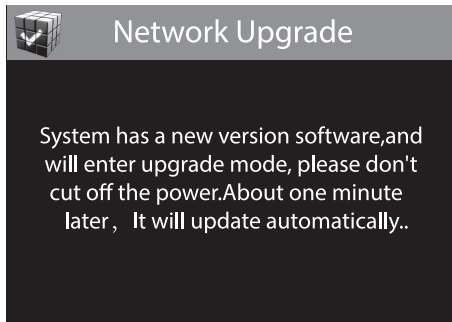 Network Upgrade
System has a new version software,and
will enter upgrade mode, please don't
cut off the power.About one minute
later， It will update automatically..